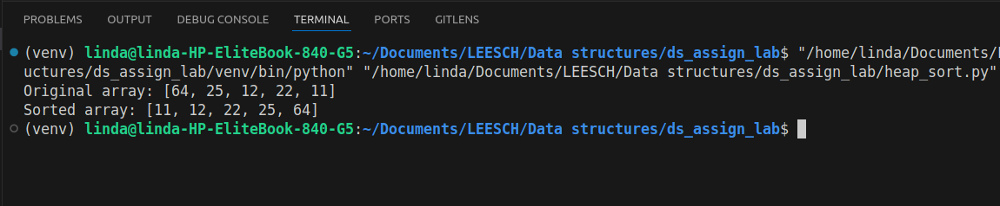 PROBLEMS OUTPUT DEBUG CONSOLE TERMINAL PORTS GITLENS
(venv) linda@linda-HP-EliteBook-840-G5:~/Documents/LEESCH/Data structures/ds_assign_lab$ "/home/linda/Documents/
uctures/ds_assign_lab/venv/bin/python" "/home/linda/Documents/LEESCH/Data structures/ds_assign_lab/heap_sort.py"
Original array: [64, 25, 12, 22, 11]
Sorted array: [11, 12, 22, 25, 64]
(venv) linda@linda-HP-EliteBook-840-G5:~/Documents/LEESCH/Data structures/ds_assign_lab$